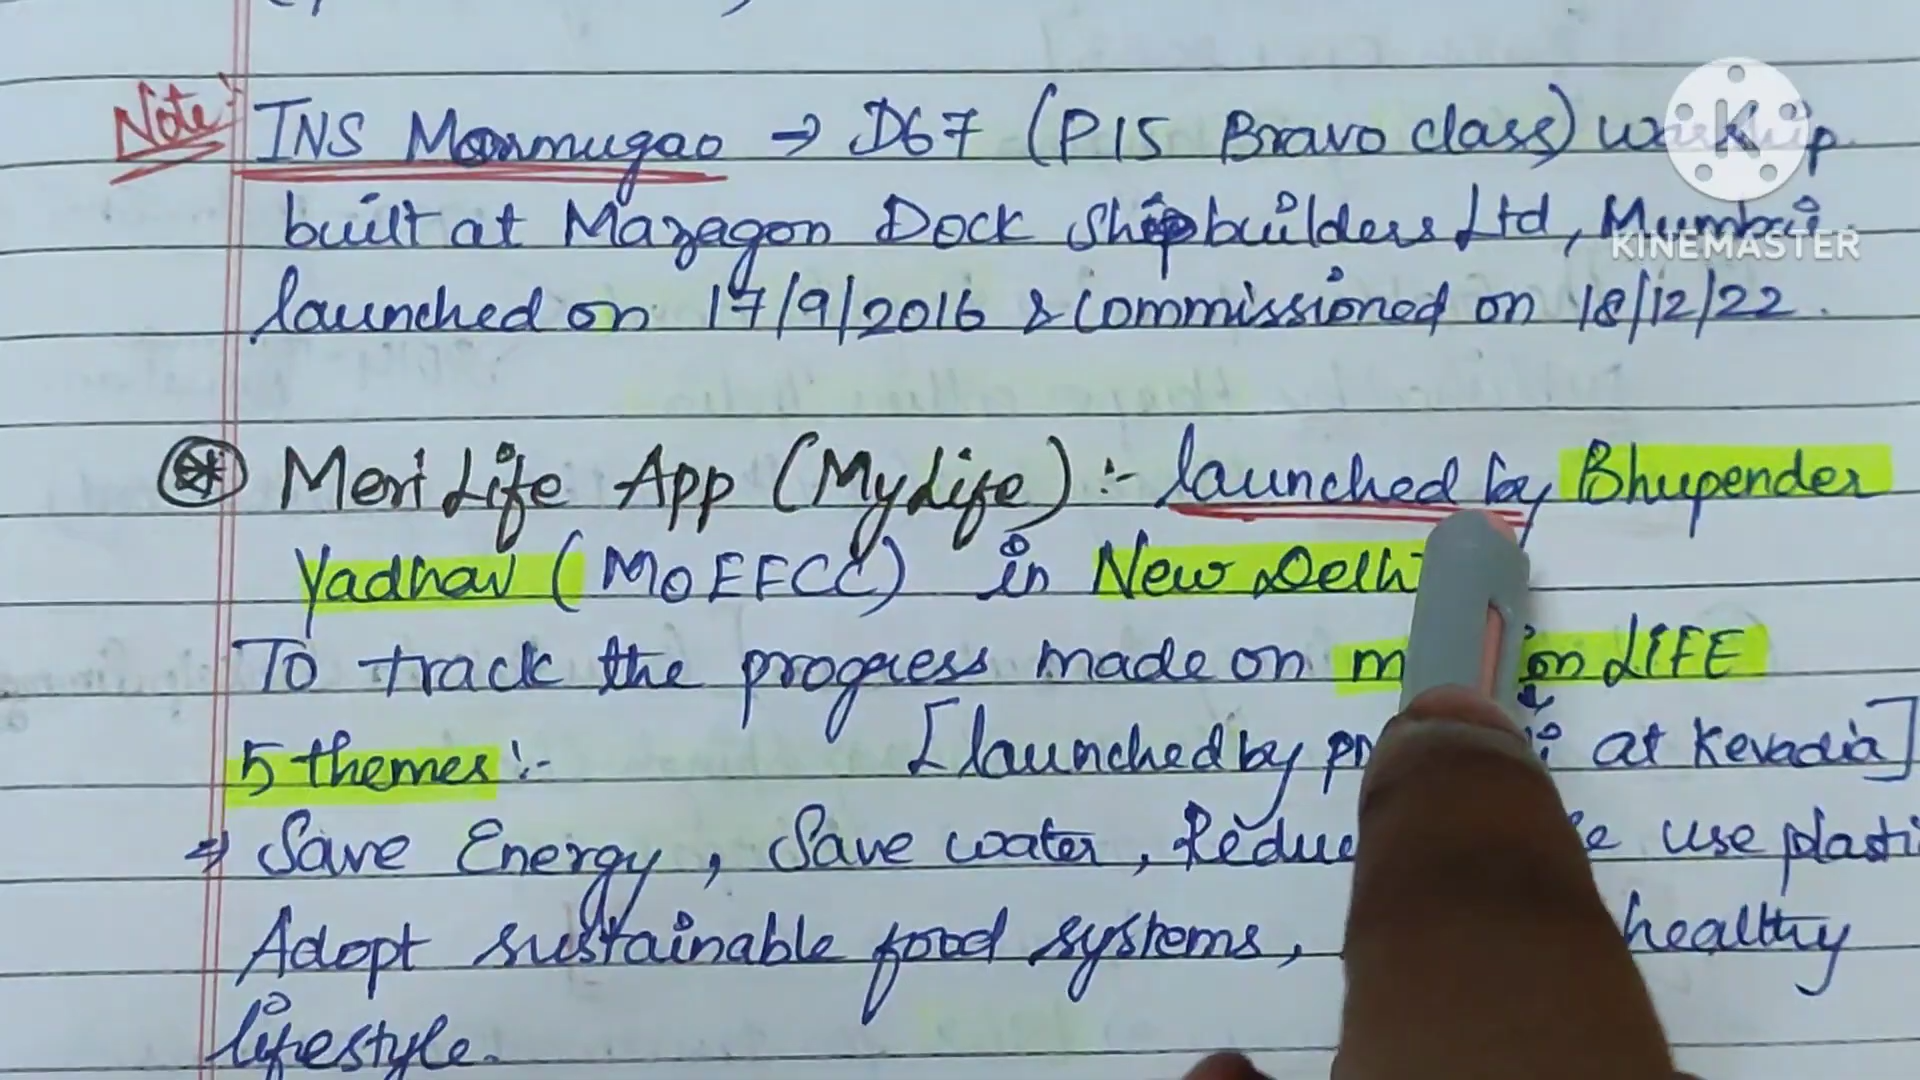 Note:- INS Mormugao → D67 (P15 Bravo class) warship
built at Mazagon Dock Shipbuilders Ltd, Mumbai
launched on 17/9/2016 & commissioned on 18/12/22.
Meri Life App (MyLife) :- launched by Bhupender
Yadhav (MoEFCC) in New Delhi
To track the progress made on LIFE
5 themes :- [launched by at Kevadia]
⇒ Save Energy, Save water, use
Adopt sustainable food systems, healthy
lifestyle.
K
KINEMASTER